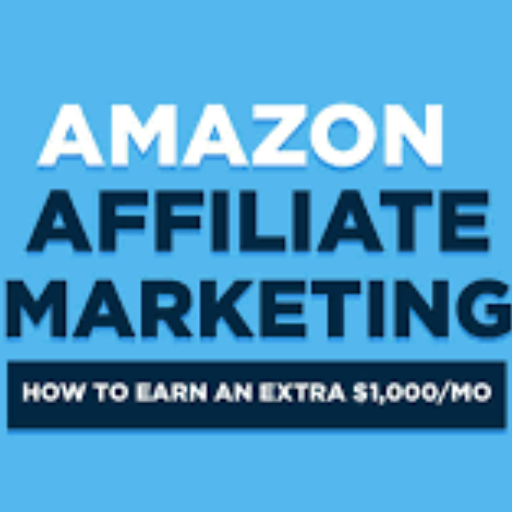 AMAZON
AFFILIATE
MARKETING
HOW TO EARN AN EXTRA $1,000/MO